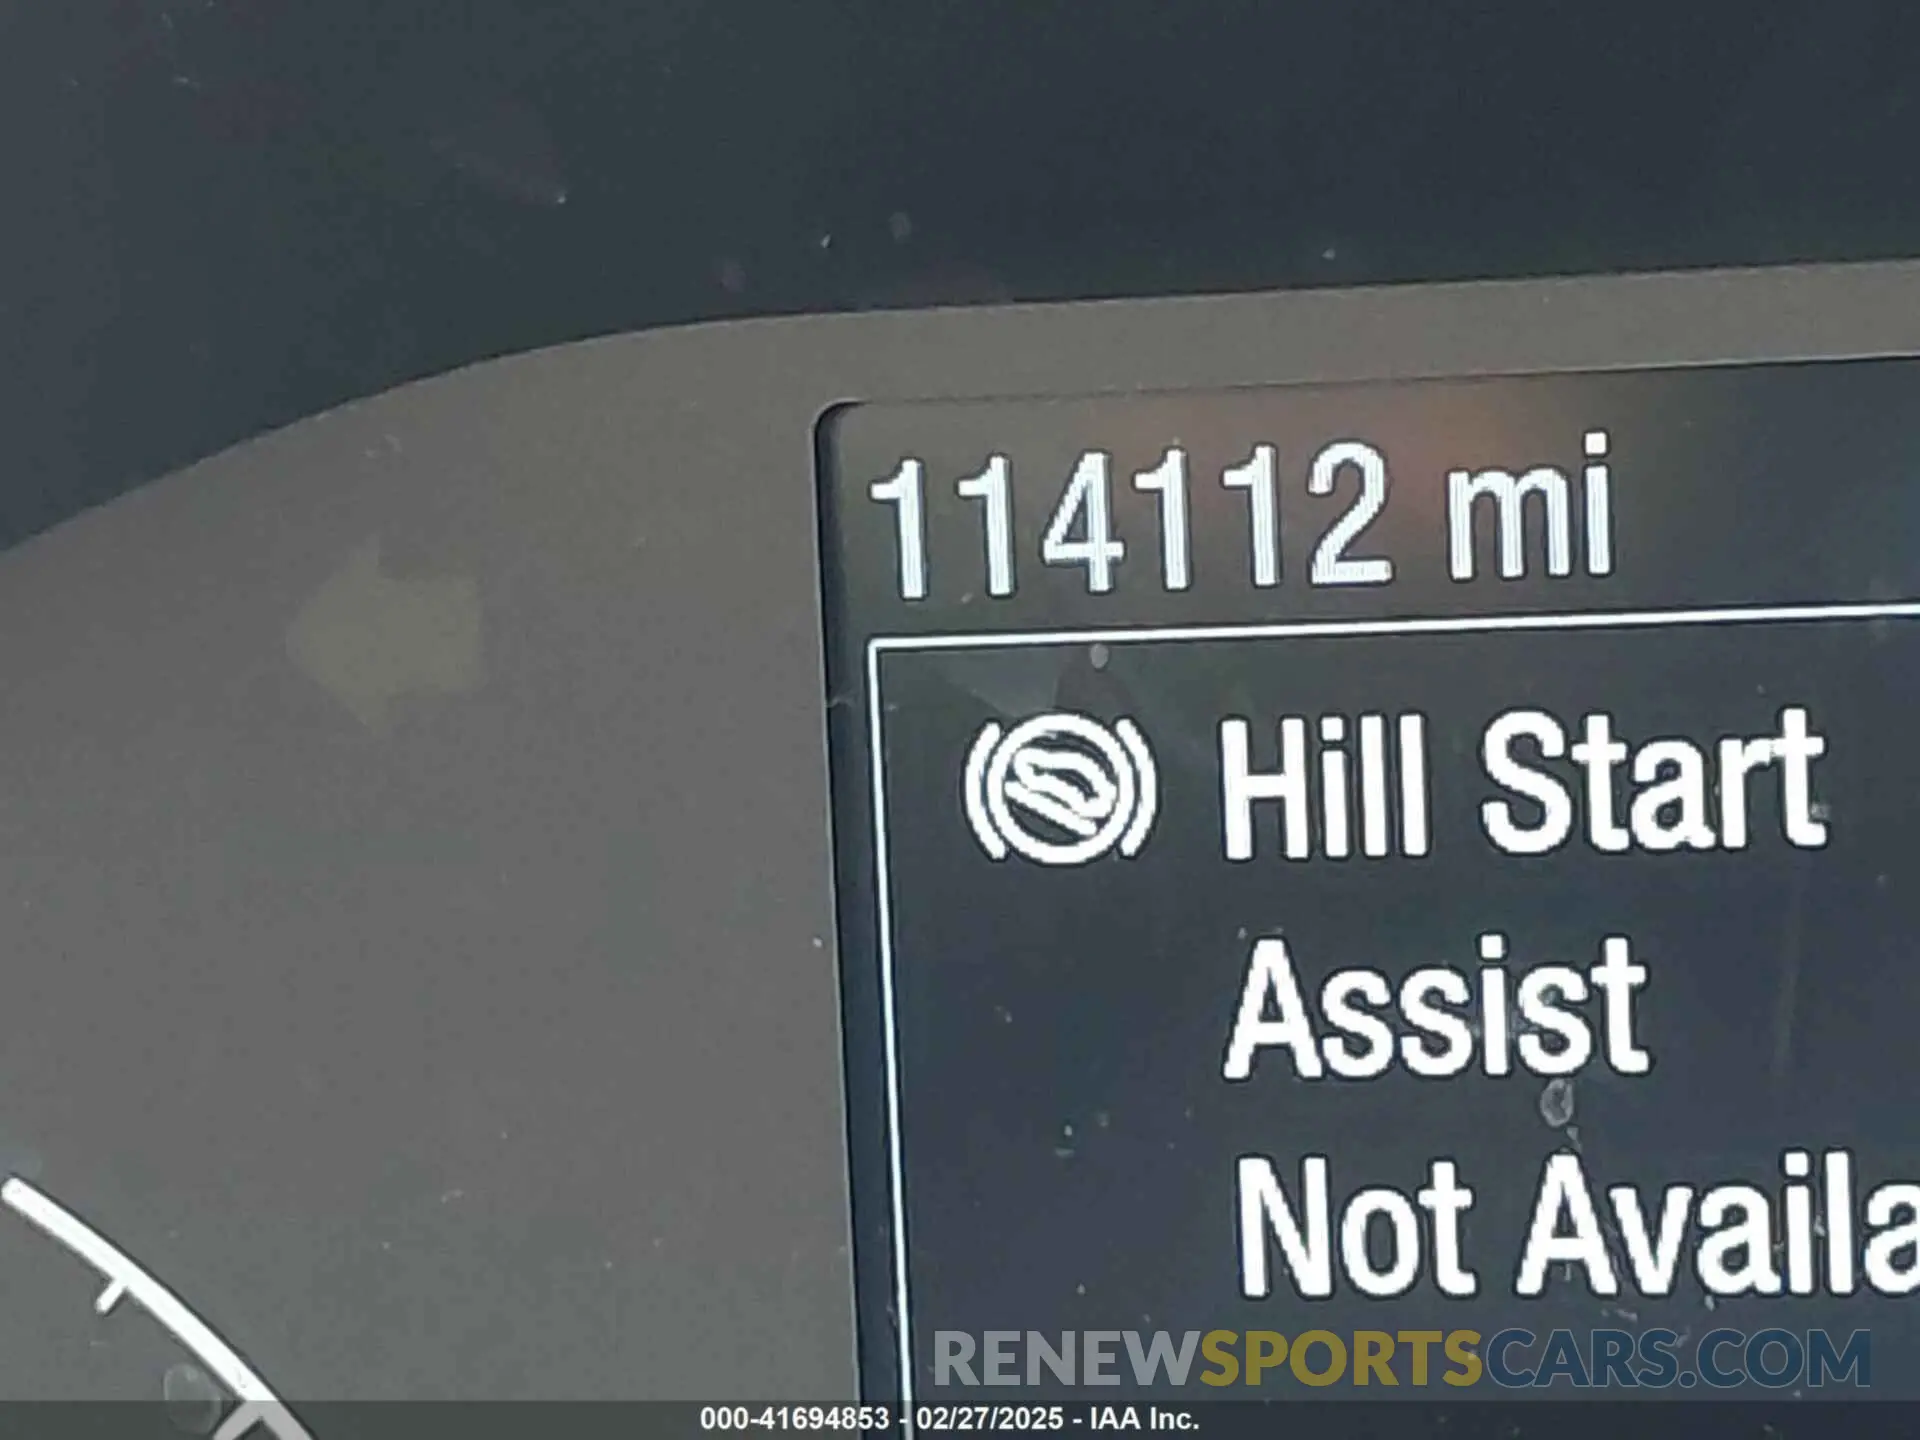 114112 mi
Hill Start
Assist
Not Availa
RENEWSPORTSCARS.COM
000-41694853 - 02/27/2025 - IAA Inc.